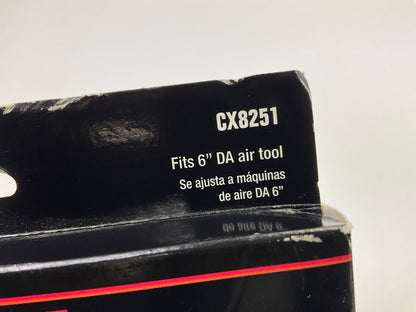 CX8251
Fits 6" DA air tool
Se ajusta a máquinas
de aire DA 6"